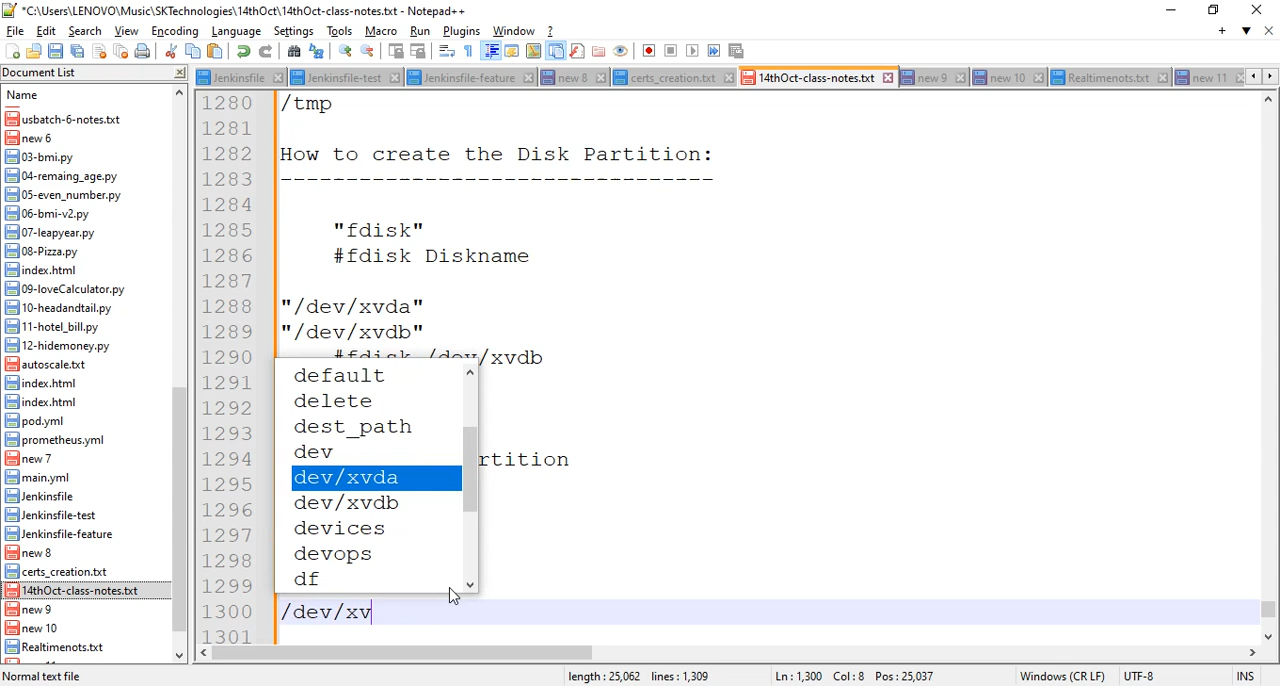 *C:\Users\LENOVO\Music\SKTechnologies\14thOct\14thOct-class-notes.txt - Notepad++
File Edit Search View Encoding Language Settings Tools Macro Run Plugins Window ?
Document List
Jenkinsfile Jenkinsfile-test Jenkinsfile-feature new 8 certs_creation.txt 14thOct-class-notes.txt new 9 new 10 Realtimenots.txt new 11
Name
usbatch-6-notes.txt
new 6
03-bmi.py
04-remaing_age.py
05-even_number.py
06-bmi-v2.py
07-leapyear.py
08-Pizza.py
index.html
09-loveCalculator.py
10-headandtail.py
11-hotel_bill.py
12-hidemoney.py
autoscale.txt
index.html
index.html
pod.yml
prometheus.yml
new 7
main.yml
Jenkinsfile
Jenkinsfile-test
Jenkinsfile-feature
new 8
certs_creation.txt
14thOct-class-notes.txt
new 9
new 10
Realtimenots.txt
1280 /tmp
1281
1282 How to create the Disk Partition:
1283 ---------------------------------
1284
1285 "fdisk"
1286 #fdisk Diskname
1287
1288 "/dev/xvda"
1289 "/dev/xvdb"
1290 #fdisk /dev/xvdb
1291
1292
1293
1294 rtition
1295
1296
1297
1298
1299
1300 /dev/xv
1301
default
delete
dest_path
dev
dev/xvda
dev/xvdb
devices
devops
df
Normal text file length : 25,062 lines : 1,309 Ln : 1,300 Col : 8 Pos : 25,037 Windows (CR LF) UTF-8 INS